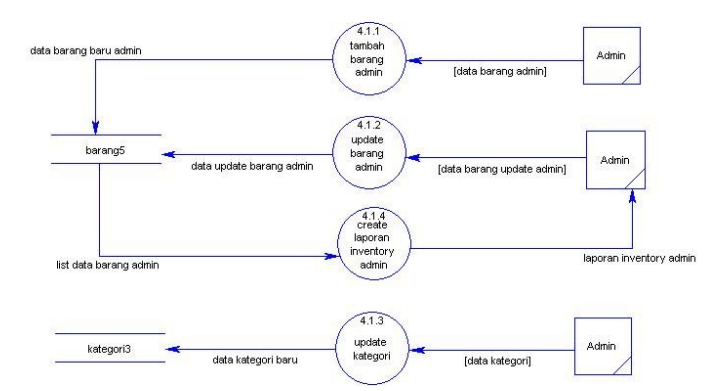 4.1.1
tambah
barang
admin
data barang baru admin
[data barang admin]
Admin
barang5
4.1.2
update
barang
admin
data update barang admin
[data barang update admin]
Admin
4.1.4
create
laporan
inventory
admin
list data barang admin
laporan inventory admin
kategori3
4.1.3
update
kategori
data kategori baru
[data kategori]
Admin